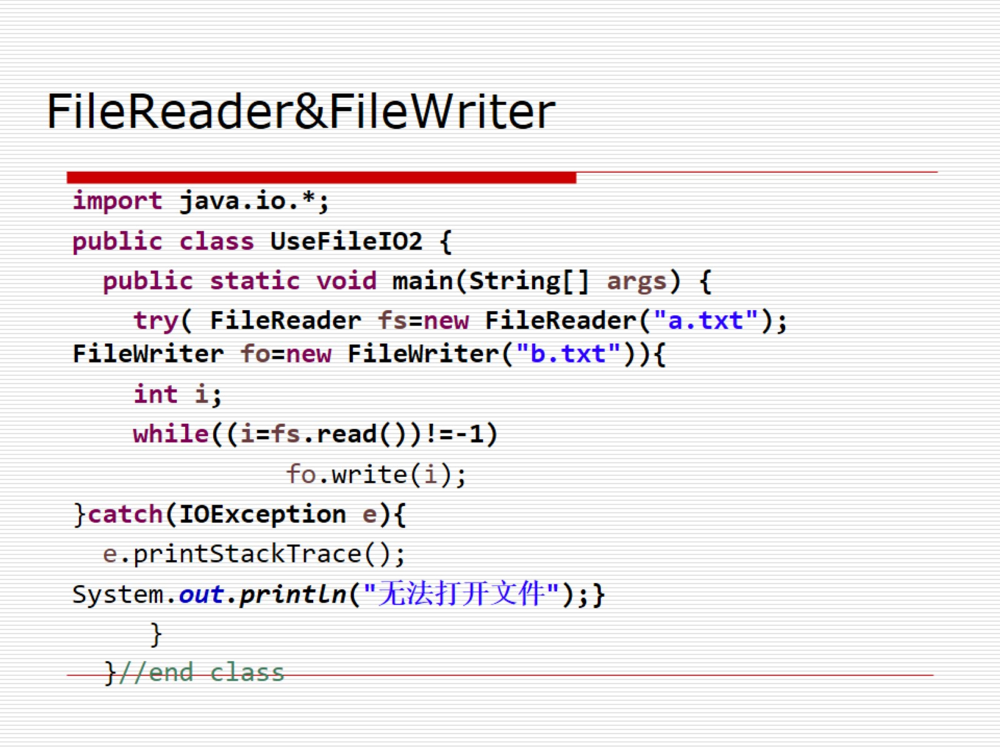 FileReader&FileWriter
import java.io.*;
public class UseFileIO2 {
public static void main(String[] args) {
try( FileReader fs=new FileReader("a.txt");
FileWriter fo=new FileWriter("b.txt")){
int i;
while((i=fs.read())!=-1)
fo.write(i);
}catch(IOException e){
e.printStackTrace();
System.out.println("无法打开文件");}
}
}//end class